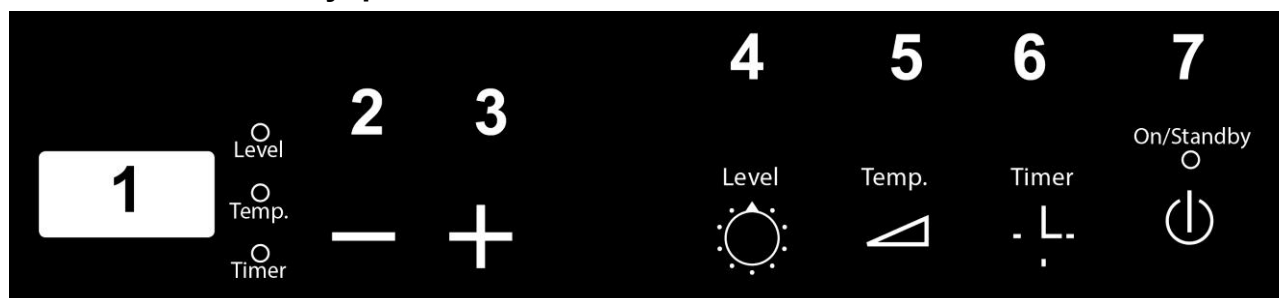 1
Level
Temp.
Timer
2
3
−
+
4
Level
5
Temp.
6
Timer
7
On/Standby